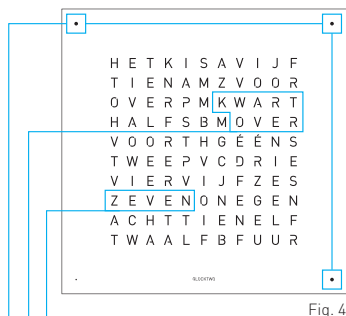 H E T K I S A V I J F
T I E N A M Z V O O R
O V E R P M K W A R T
H A L F S B M O V E R
V O O R T H G É É N S
T W E E P V C D R I E
V I E R V I J F Z E S
Z E V E N O N E G E N
A C H T T I E N E L F
T W A A L F B F U U R
QLOCKTWO
Fig. 4